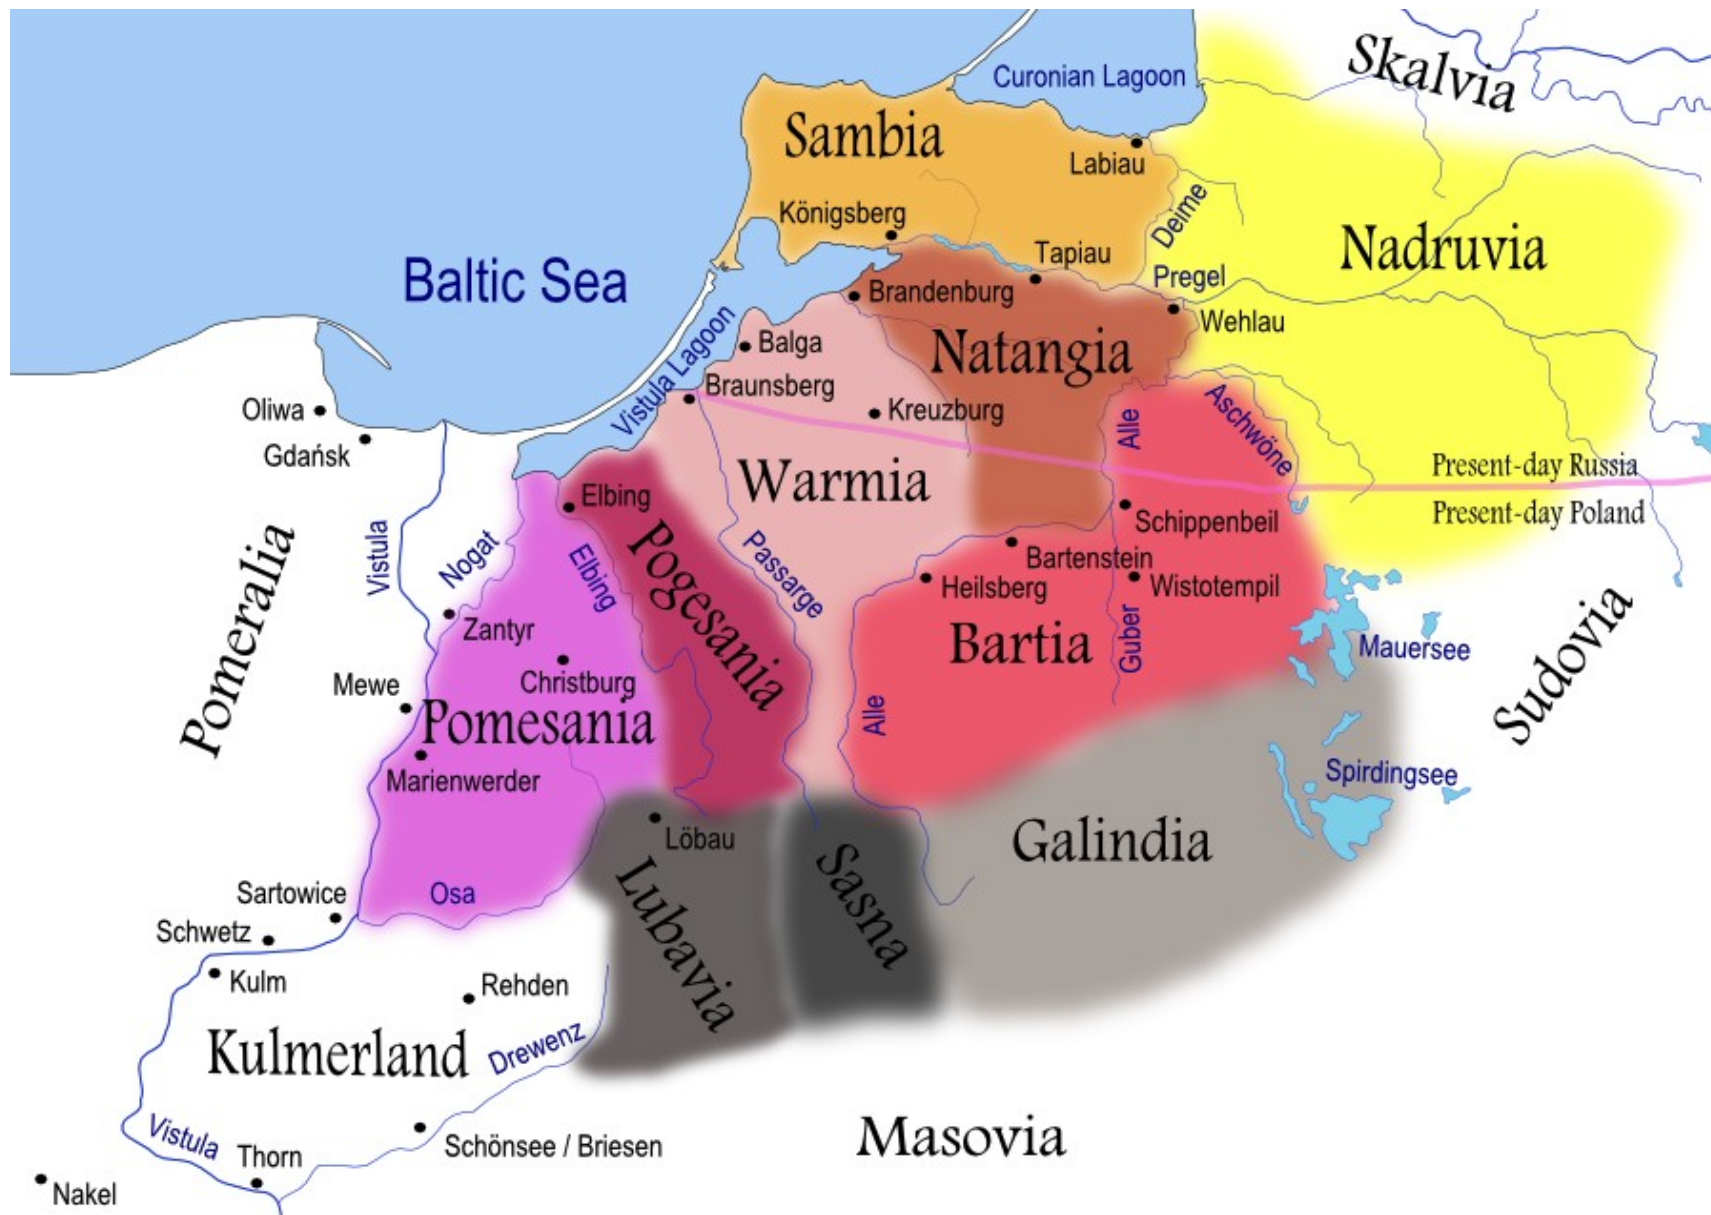 Skalvia
Curonian Lagoon
Sambia
Labiau
Deime
Königsberg
Nadruvia
Tapiau
Baltic Sea
Pregel
Brandenburg
Wehlau
Vistula Lagoon
Balga
Natangia
Braunsberg
Oliwa
Kreuzburg
Alle
Aschwöne
Gdańsk
Present-day Russia
Warmia
Elbing
Present-day Poland
Schippenbeil
Pomeralia
Vistula
Nogat
Elbing
Pogesania
Passarge
Bartenstein
Heilsberg
Wistotempil
Zantyr
Bartia
Guber
Mauersee
Sudovia
Mewe
Christburg
Pomesania
Alle
Marienwerder
Spirdingsee
Löbau
Galindia
Sartowice
Osa
Lubavia
Sasna
Schwetz
Kulm
Rehden
Kulmerland
Drewenz
Vistula
Thorn
Schönsee / Briesen
Masovia
Nakel